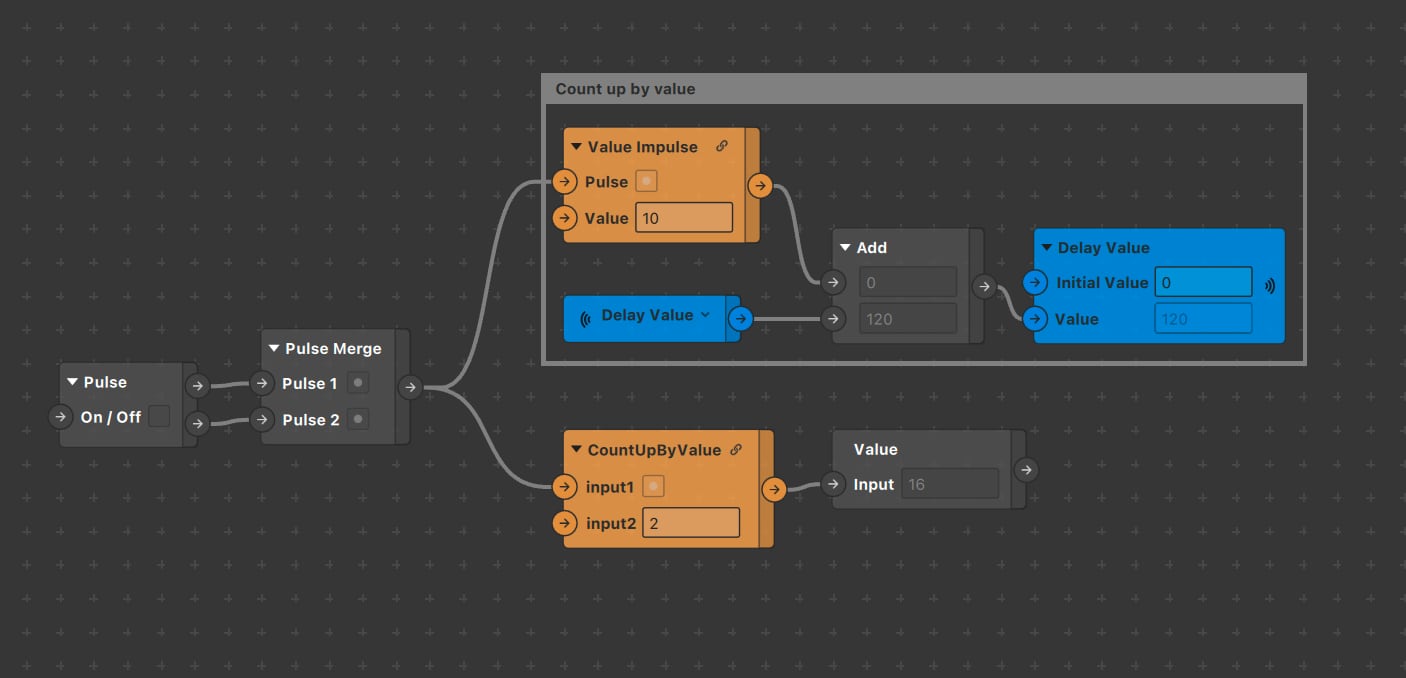 Count up by value
Value Impulse
Pulse
Value 10
Add
0
120
Delay Value
Initial Value 0
Value 120
Delay Value
Pulse Merge
Pulse 1
Pulse 2
Pulse
On / Off
CountUpByValue
input1
input2 2
Value
Input 16